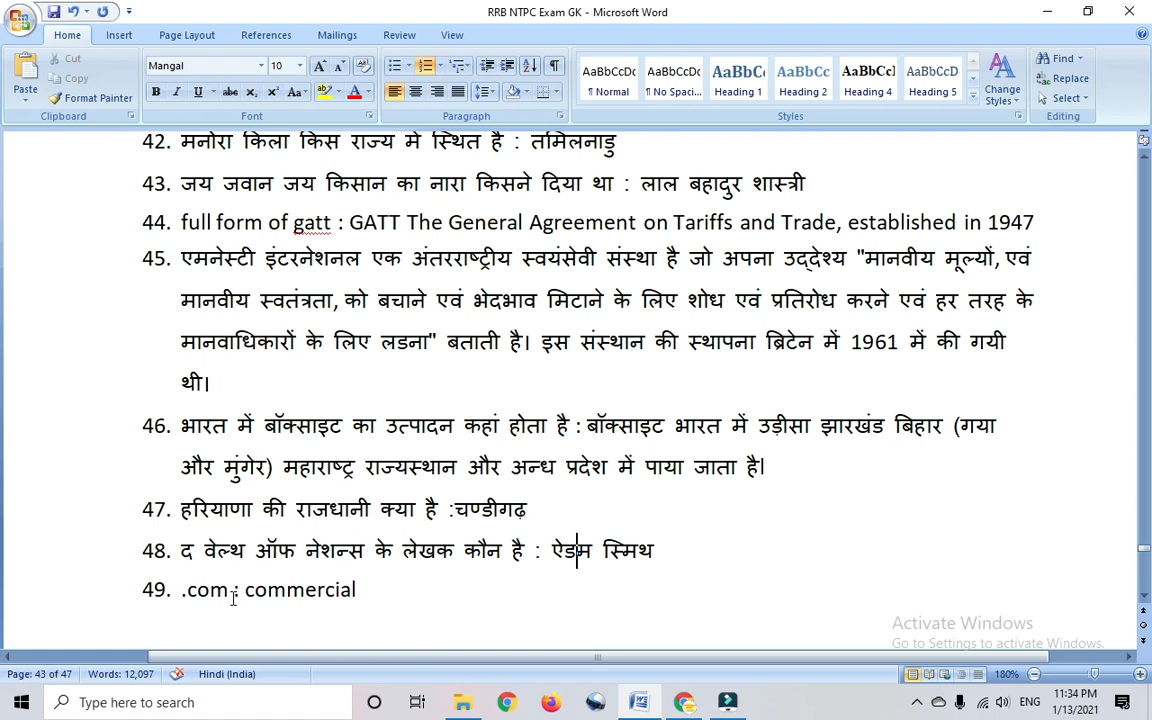 RRB NTPC Exam GK - Microsoft Word
Home Insert Page Layout References Mailings Review View
Cut
Copy
Format Painter
Paste
Clipboard
Mangal 10
B I U abc X₂ X² Aa
Font
Paragraph
AaBbCcDc AaBbCcDc AaBbC AaBbCc AaBbCcI AaBbCcD
¶ Normal ¶ No Spaci... Heading 1 Heading 2 Heading 4 Heading 5
Change
Styles
Styles
Find
Replace
Select
Editing
42. मनोरा किला किस राज्य में स्थित है : तमिलनाडु
43. जय जवान जय किसान का नारा किसने दिया था : लाल बहादुर शास्त्री
44. full form of gatt : GATT The General Agreement on Tariffs and Trade, established in 1947
45. एमनेस्टी इंटरनेशनल एक अंतरराष्ट्रीय स्वयंसेवी संस्था है जो अपना उद्देश्य "मानवीय मूल्यों, एवं
मानवीय स्वतंत्रता, को बचाने एवं भेदभाव मिटाने के लिए शोध एवं प्रतिरोध करने एवं हर तरह के
मानवाधिकारों के लिए लडना" बताती है। इस संस्थान की स्थापना ब्रिटेन में 1961 में की गयी
थी।
46. भारत में बॉक्साइट का उत्पादन कहां होता है : बॉक्साइट भारत में उड़ीसा झारखंड बिहार (गया
और मुंगेर) महाराष्ट्र राज्यस्थान और अन्ध प्रदेश में पाया जाता है।
47. हरियाणा की राजधानी क्या है :चण्डीगढ़
48. द वेल्थ ऑफ नेशन्स के लेखक कौन है : ऐडम स्मिथ
49. .com : commercial
Activate Windows
Go to Settings to activate Windows.
Page: 43 of 47 Words: 12,097 Hindi (India) 180%
Type here to search
ENG
11:34 PM
1/13/2021